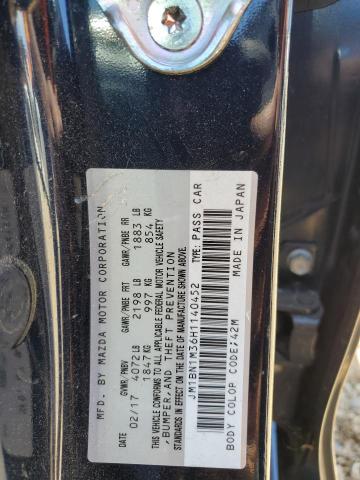 MFD. BY MAZDA MOTOR CORPORATION
GVWR/PNBV GAWR/PNBE FRT GAWR/PNBE RR
DATE 4072 LB 2198 LB 1883 LB
02/17 1847 KG 997 KG 854 KG
THIS VEHICLE CONFORMS TO ALL APPLICABLE FEDERAL MOTOR VEHICLE SAFETY
, BUMPER, AND THEFT PREVENTION
STANDARDS IN EFFECT ON THE DATE OF MANUFACTURE SHOWN ABOVE.
JM1BN1M36H1140452 TYPE: PASS CAR
MADE IN JAPAN
BODY COLOR CODE: 42M